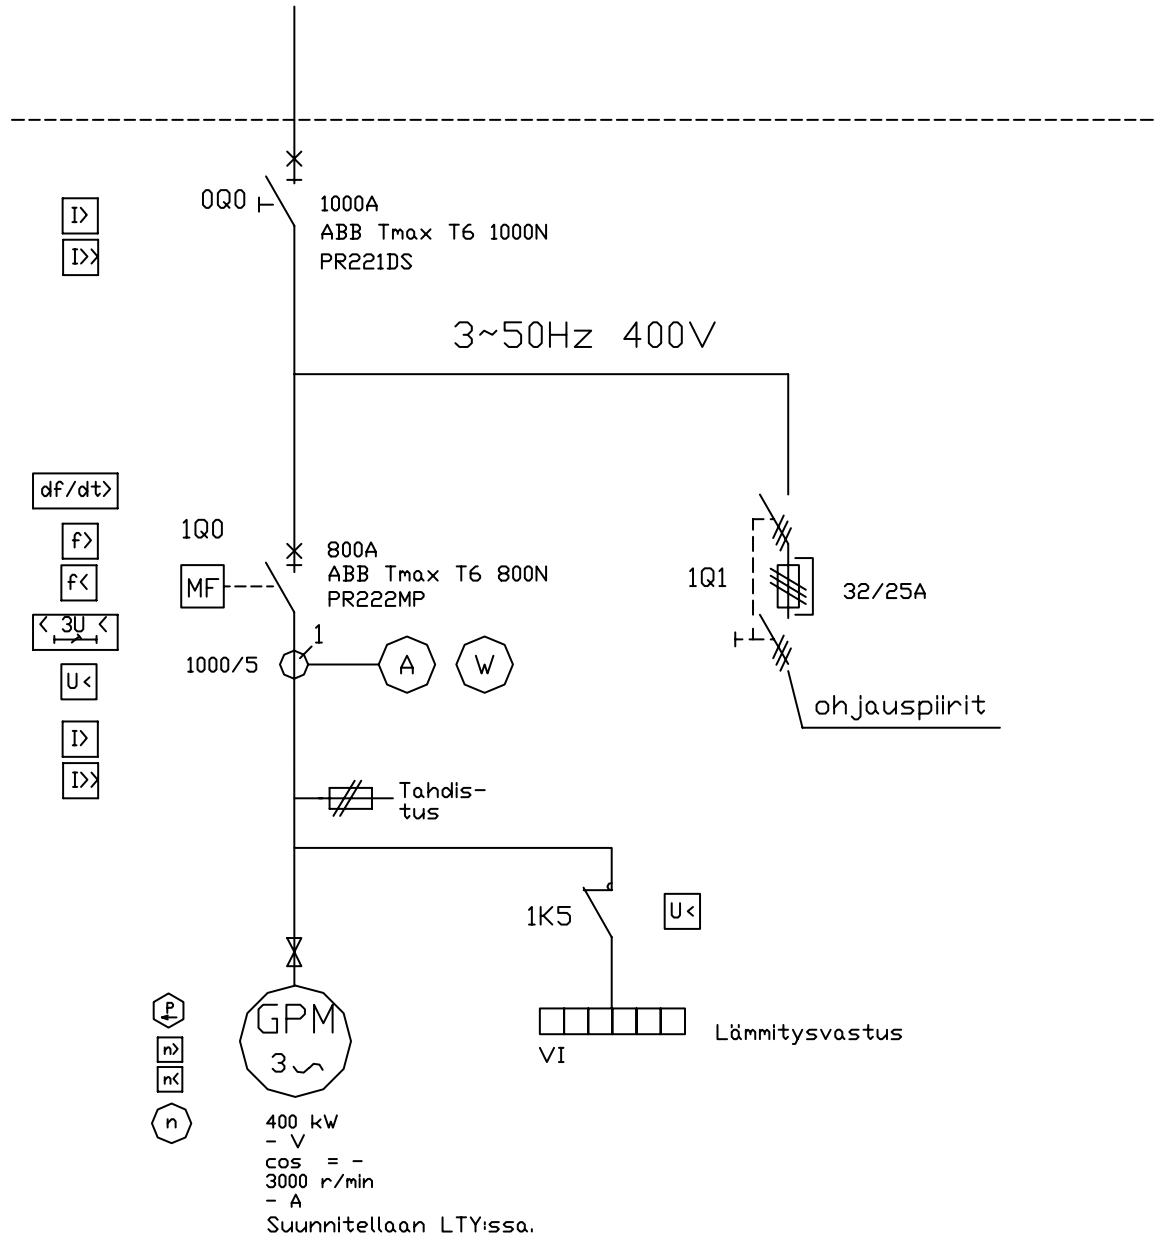 0Q0
1000A
ABB Tmax T6 1000N
PR221DS
I>
I>>
3~50Hz 400V
df/dt>
f>
f<
< 3U <
U<
I>
I>>
1Q0
MF
800A
ABB Tmax T6 800N
PR222MP
1
1000/5
A
W
1Q1
32/25A
ohjauspiirit
Tahdis-
tus
1K5
U<
VI
Lämmitysvastus
P
n>
n<
n
GPM
3~
400 kW
- V
cos = -
3000 r/min
- A
Suunnitellaan LTY:ssa.